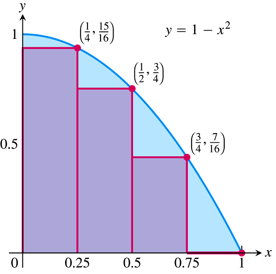 y
1
(1/4, 15/16)
y = 1 − x²
(1/2, 3/4)
0.5
(3/4, 7/16)
0 0.25 0.5 0.75 1 x